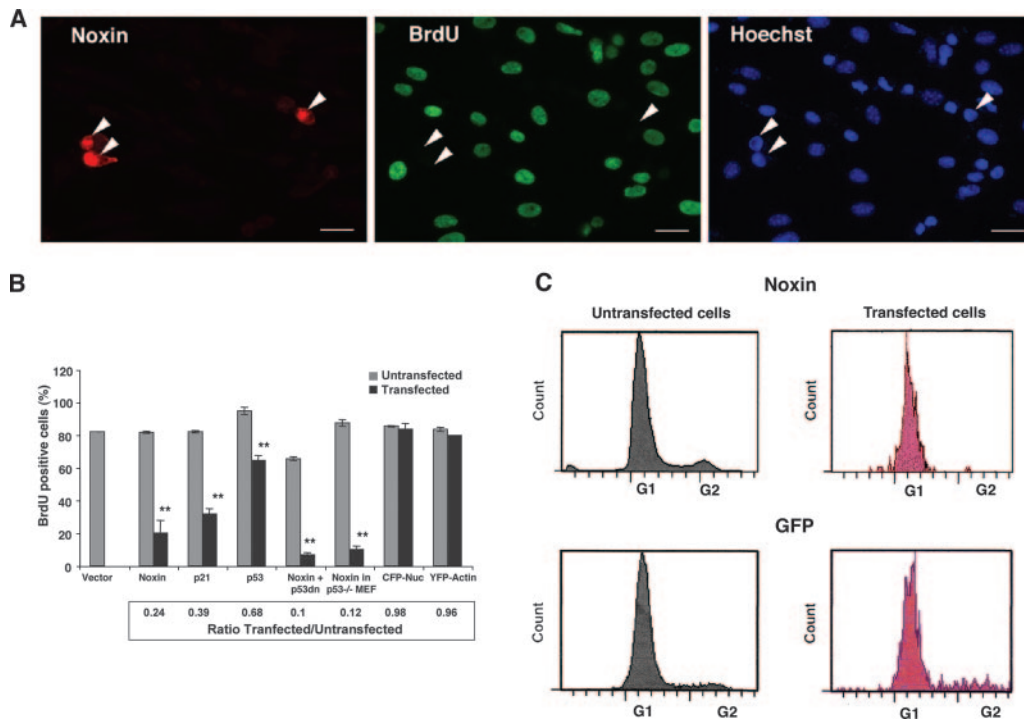 A
Noxin
BrdU
Hoechst
B
120
100
80
60
40
20
0
BrdU positive cells (%)
Untransfected
Transfected
**
**
**
**
**
Vector
Noxin
p21
p53
Noxin +
p53dn
Noxin in
p53-/- MEF
CFP-Nuc
YFP-Actin
0.24 0.39 0.68 0.1 0.12 0.98 0.96
Ratio Tranfected/Untransfected
C
Noxin
Untransfected cells
Transfected cells
Count
G1 G2
Count
G1 G2
GFP
Count
G1 G2
Count
G1 G2